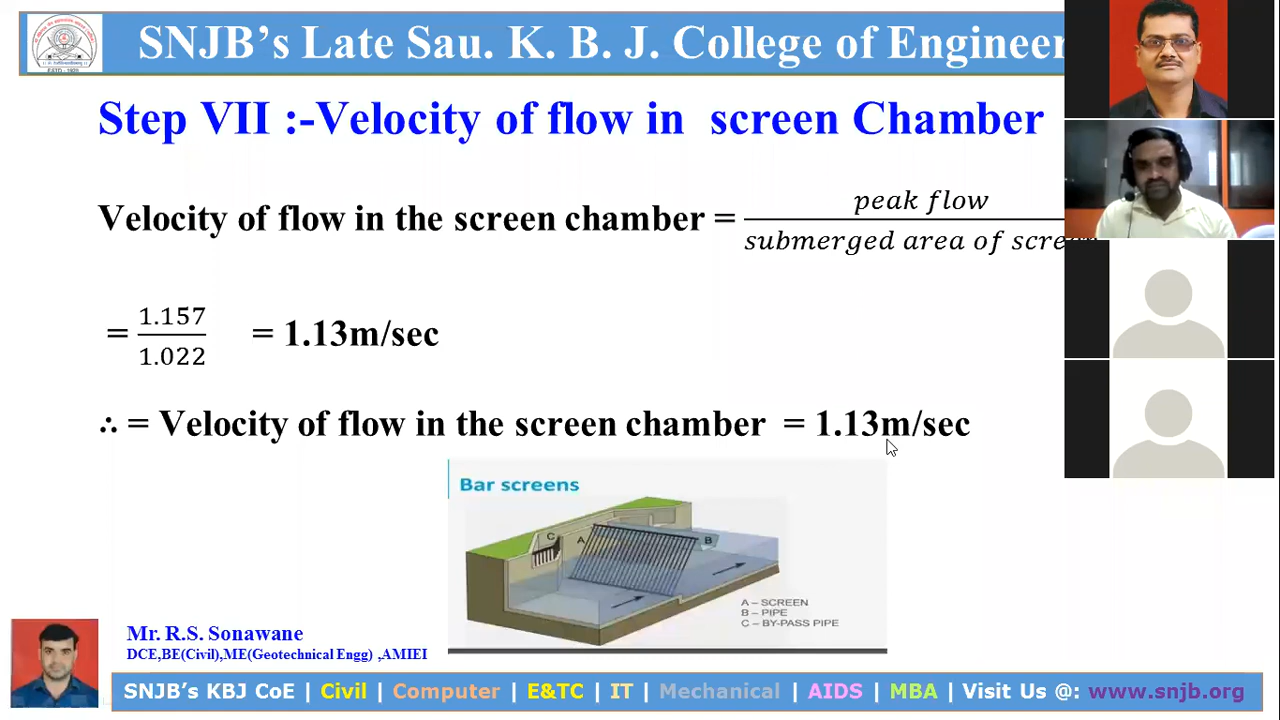 SNJB's Late Sau. K. B. J. College of Engineer
Step VII :-Velocity of flow in screen Chamber
Velocity of flow in the screen chamber = peak flow
submerged area of screen
= 1.157
1.022
= 1.13m/sec
∴ = Velocity of flow in the screen chamber = 1.13m/sec
Bar screens
C
A
B
A – SCREEN
B – PIPE
C – BY-PASS PIPE
Mr. R.S. Sonawane
DCE,BE(Civil),ME(Geotechnical Engg) ,AMIEI
SNJB's KBJ CoE | Civil | Computer | E&TC | IT | Mechanical | AIDS | MBA | Visit Us @: www.snjb.org